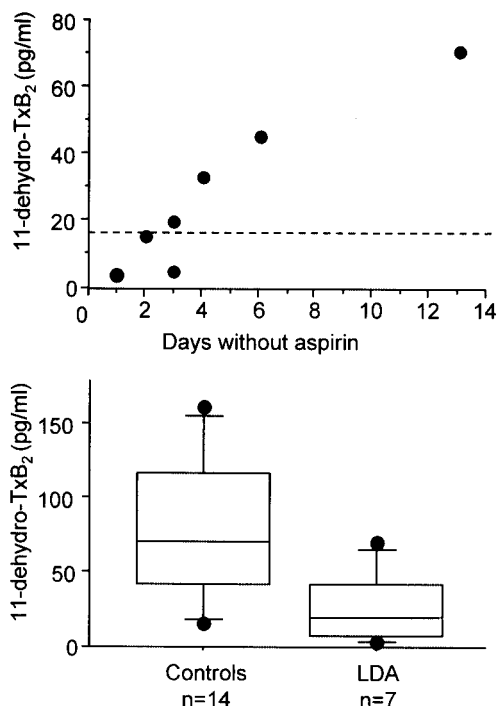 11-dehydro-TxB₂ (pg/ml)
80
60
40
20
0
0 2 4 6 8 10 12 14
Days without aspirin
11-dehydro-TxB₂ (pg/ml)
150
100
50
0
Controls LDA
n=14 n=7